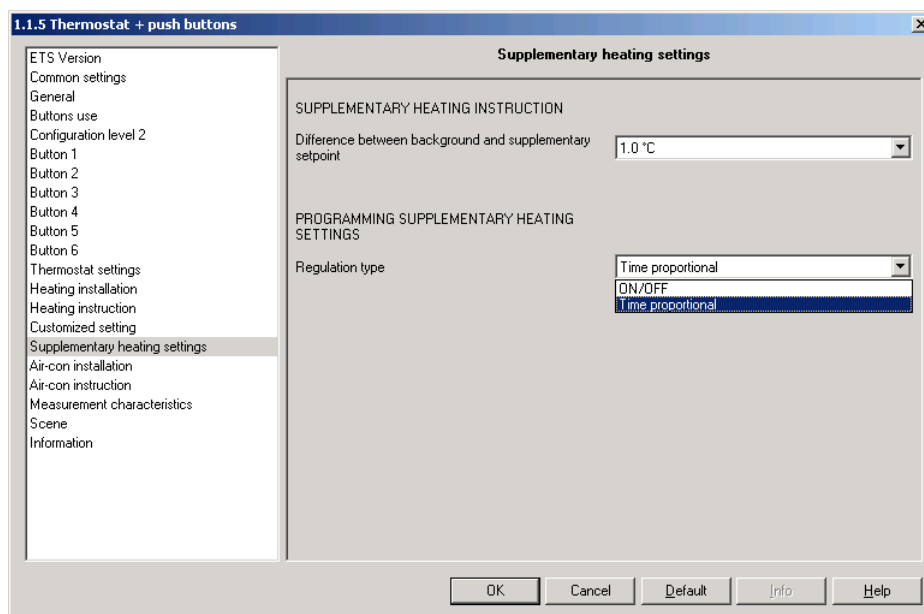 1.1.5 Thermostat + push buttons
ETS Version
Common settings
General
Buttons use
Configuration level 2
Button 1
Button 2
Button 3
Button 4
Button 5
Button 6
Thermostat settings
Heating installation
Heating instruction
Customized setting
Supplementary heating settings
Air-con installation
Air-con instruction
Measurement characteristics
Scene
Information
Supplementary heating settings
SUPPLEMENTARY HEATING INSTRUCTION
Difference between background and supplementary
setpoint
1.0 °C
PROGRAMMING SUPPLEMENTARY HEATING
SETTINGS
Regulation type
Time proportional
ON/OFF
Time proportional
OK
Cancel
Default
Info
Help